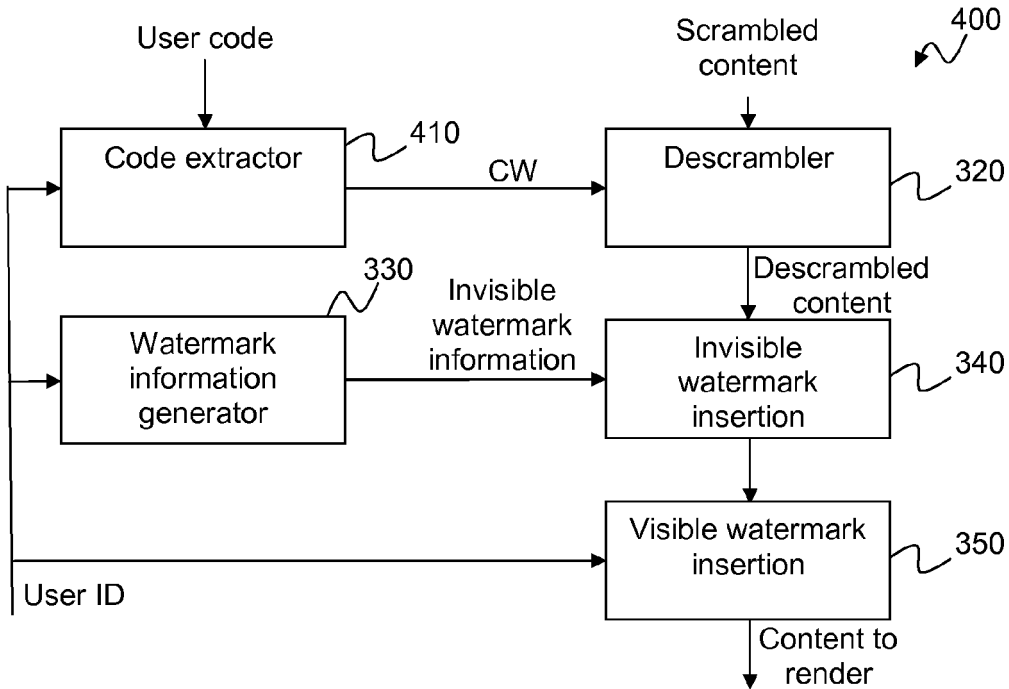 User code
Scrambled
content
400
Code extractor
410
CW
Descrambler
320
Descrambled
content
330
Watermark
information
generator
Invisible
watermark
information
Invisible
watermark
insertion
340
Visible watermark
insertion
350
User ID
Content to
render